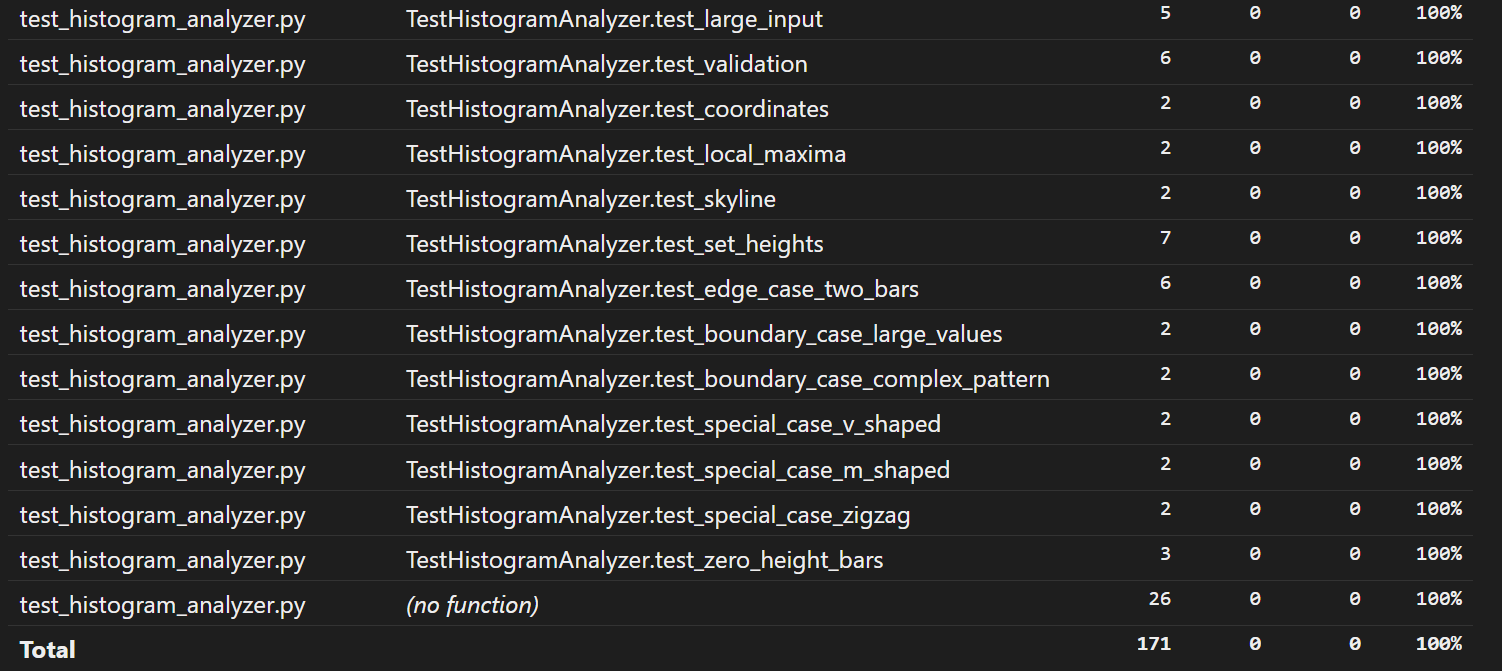 test_histogram_analyzer.py TestHistogramAnalyzer.test_large_input 5 0 0 100%
test_histogram_analyzer.py TestHistogramAnalyzer.test_validation 6 0 0 100%
test_histogram_analyzer.py TestHistogramAnalyzer.test_coordinates 2 0 0 100%
test_histogram_analyzer.py TestHistogramAnalyzer.test_local_maxima 2 0 0 100%
test_histogram_analyzer.py TestHistogramAnalyzer.test_skyline 2 0 0 100%
test_histogram_analyzer.py TestHistogramAnalyzer.test_set_heights 7 0 0 100%
test_histogram_analyzer.py TestHistogramAnalyzer.test_edge_case_two_bars 6 0 0 100%
test_histogram_analyzer.py TestHistogramAnalyzer.test_boundary_case_large_values 2 0 0 100%
test_histogram_analyzer.py TestHistogramAnalyzer.test_boundary_case_complex_pattern 2 0 0 100%
test_histogram_analyzer.py TestHistogramAnalyzer.test_special_case_v_shaped 2 0 0 100%
test_histogram_analyzer.py TestHistogramAnalyzer.test_special_case_m_shaped 2 0 0 100%
test_histogram_analyzer.py TestHistogramAnalyzer.test_special_case_zigzag 2 0 0 100%
test_histogram_analyzer.py TestHistogramAnalyzer.test_zero_height_bars 3 0 0 100%
test_histogram_analyzer.py (no function) 26 0 0 100%
Total 171 0 0 100%